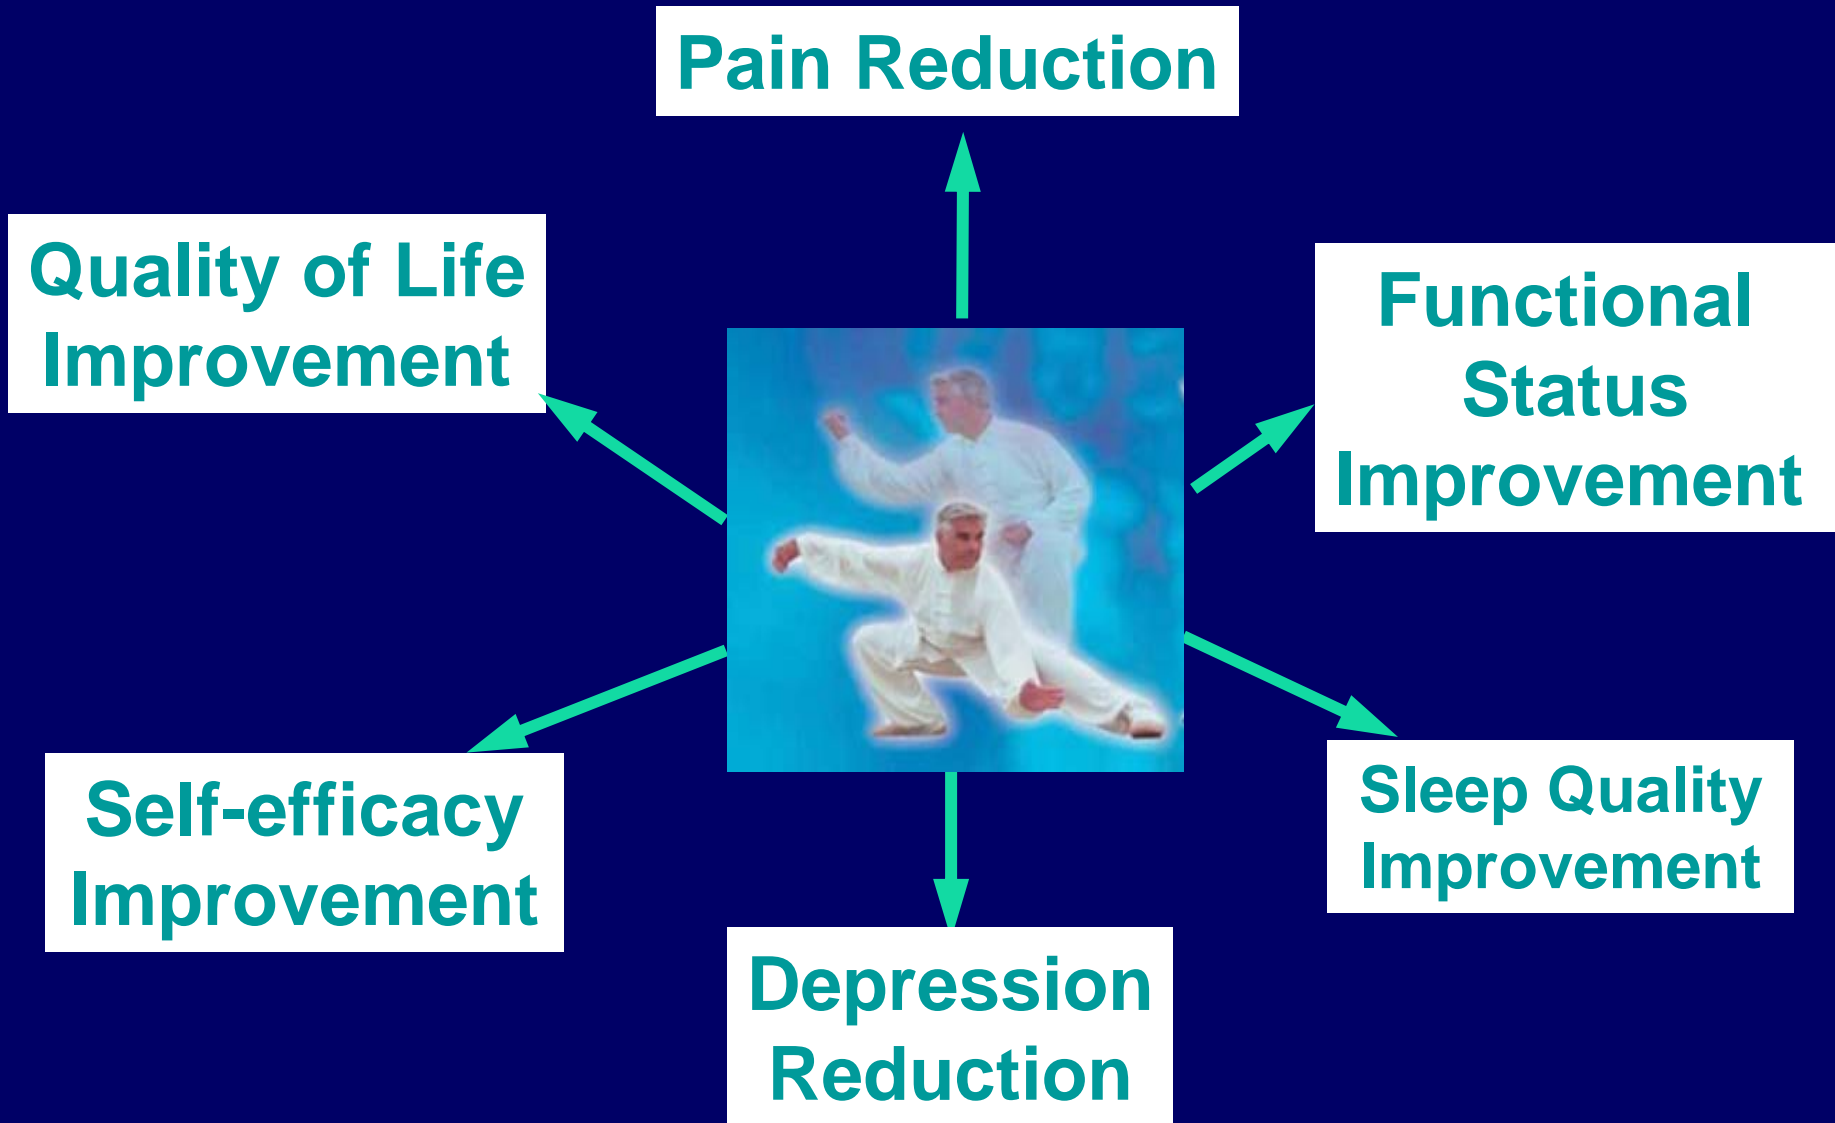 Pain Reduction
Quality of Life
Improvement
Functional
Status
Improvement
Self-efficacy
Improvement
Sleep Quality
Improvement
Depression
Reduction